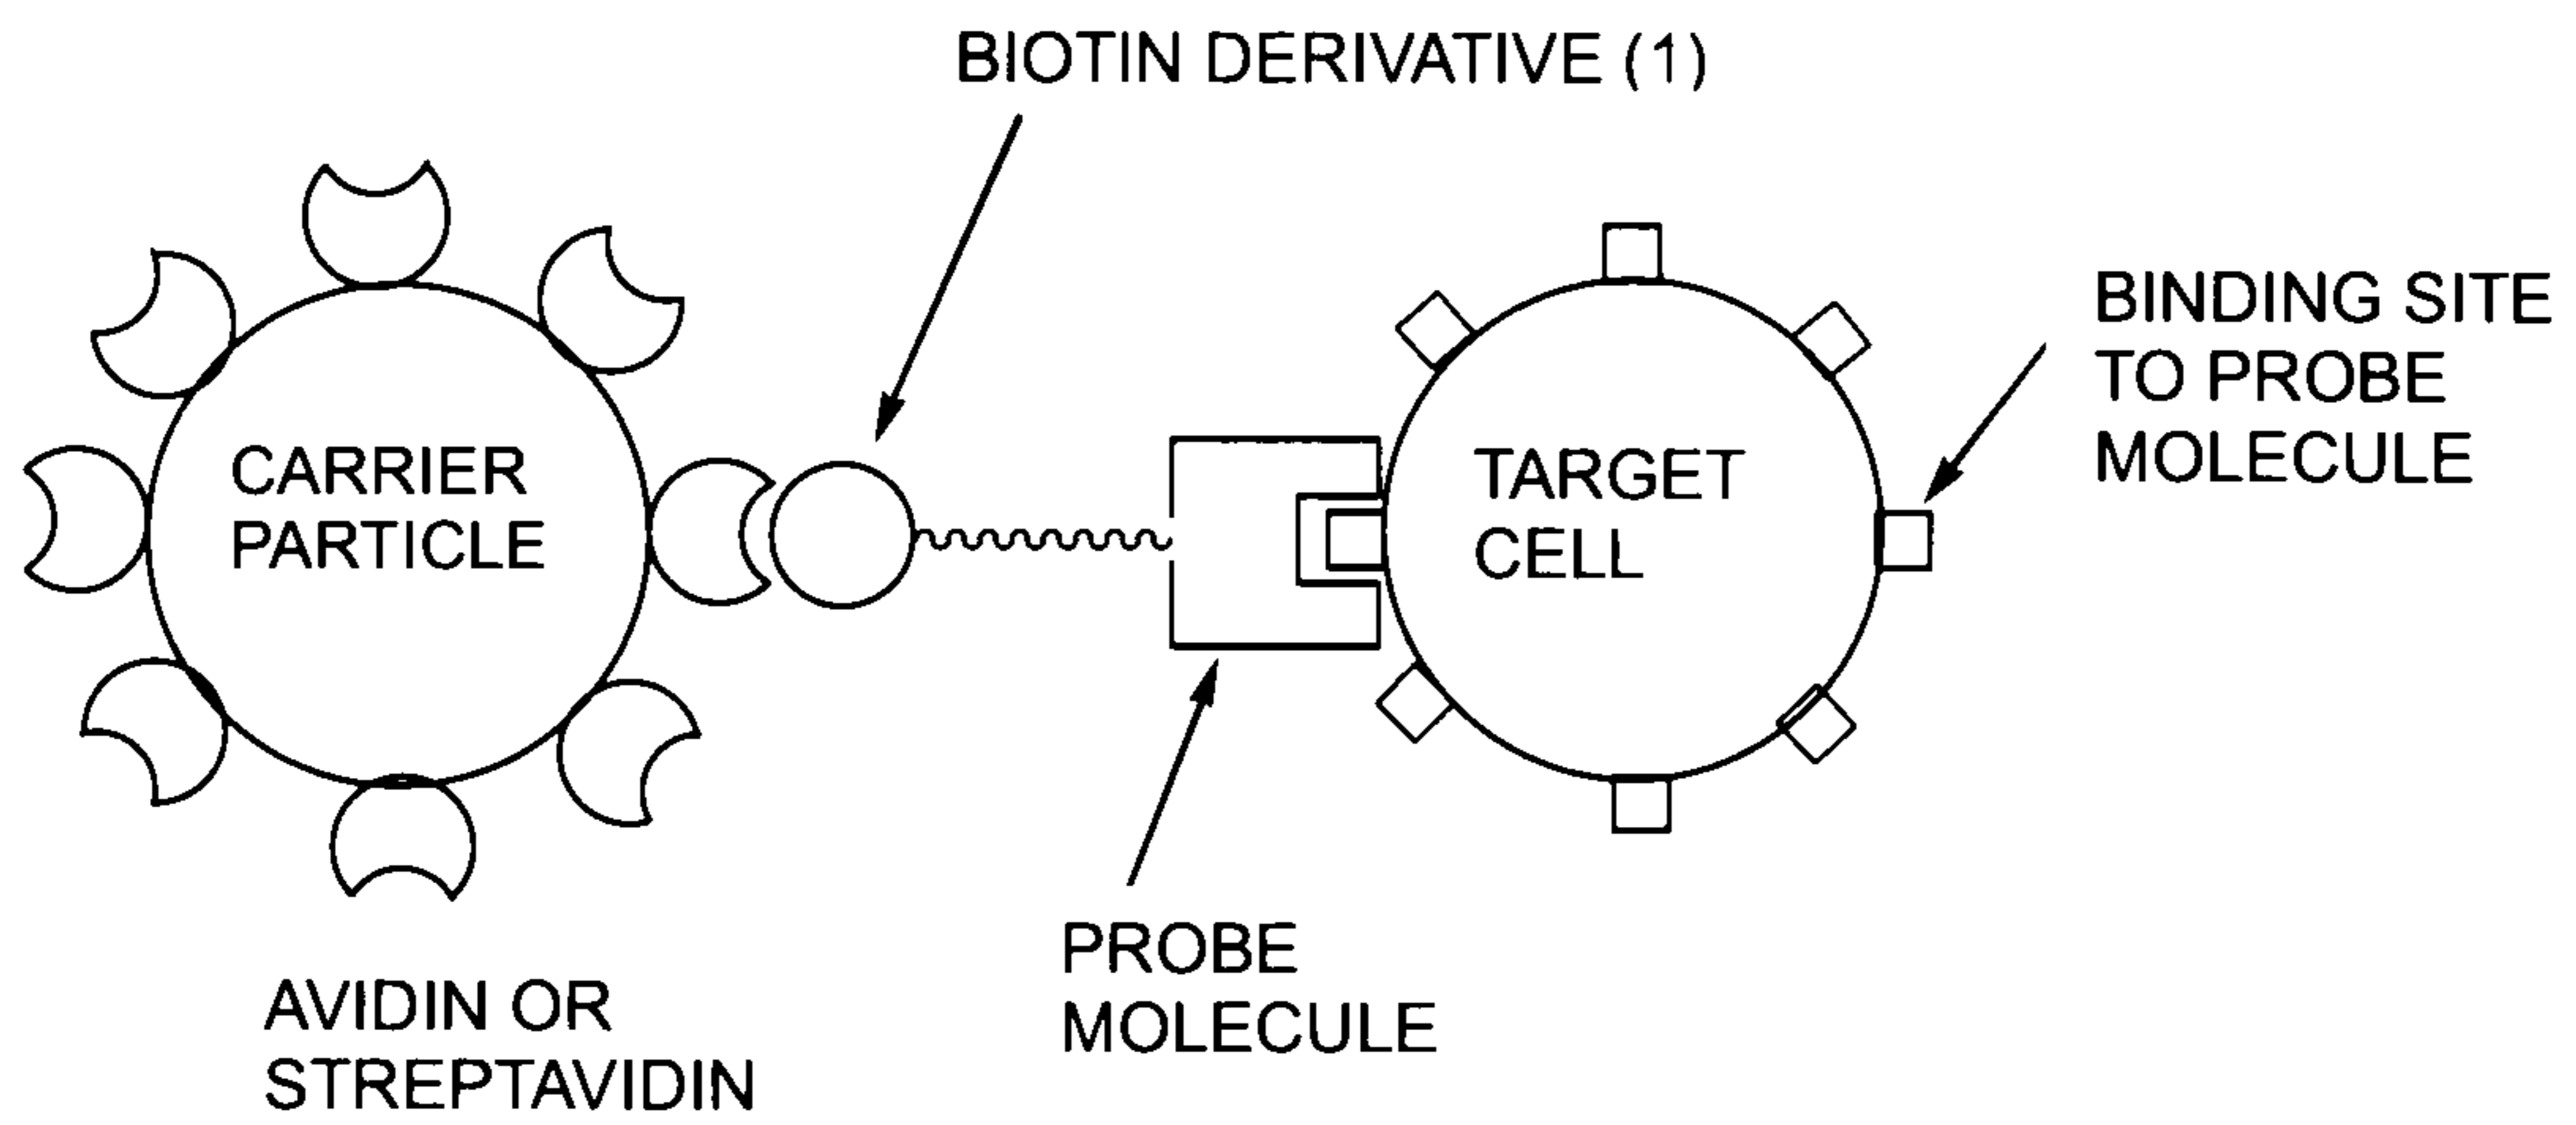 BIOTIN DERIVATIVE (1)
CARRIER
PARTICLE
TARGET
CELL
BINDING SITE
TO PROBE
MOLECULE
PROBE
MOLECULE
AVIDIN OR
STREPTAVIDIN